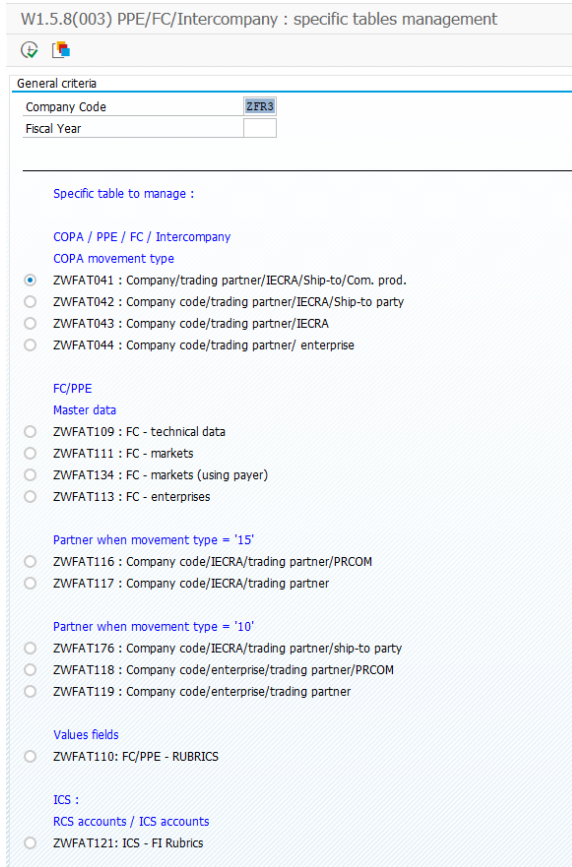 W1.5.8(003) PPE/FC/Intercompany : specific tables management
General criteria
Company Code ZFR3
Fiscal Year
Specific table to manage :
COPA / PPE / FC / Intercompany
COPA movement type
ZWFAT041 : Company/trading partner/IECRA/Ship-to/Com. prod.
ZWFAT042 : Company code/trading partner/IECRA/Ship-to party
ZWFAT043 : Company code/trading partner/IECRA
ZWFAT044 : Company code/trading partner/ enterprise
FC/PPE
Master data
ZWFAT109 : FC - technical data
ZWFAT111 : FC - markets
ZWFAT134 : FC - markets (using payer)
ZWFAT113 : FC - enterprises
Partner when movement type = '15'
ZWFAT116 : Company code/IECRA/trading partner/PRCOM
ZWFAT117 : Company code/IECRA/trading partner
Partner when movement type = '10'
ZWFAT176 : Company code/IECRA/trading partner/ship-to party
ZWFAT118 : Company code/enterprise/trading partner/PRCOM
ZWFAT119 : Company code/enterprise/trading partner
Values fields
ZWFAT110: FC/PPE - RUBRICS
ICS :
RCS accounts / ICS accounts
ZWFAT121: ICS - FI Rubrics